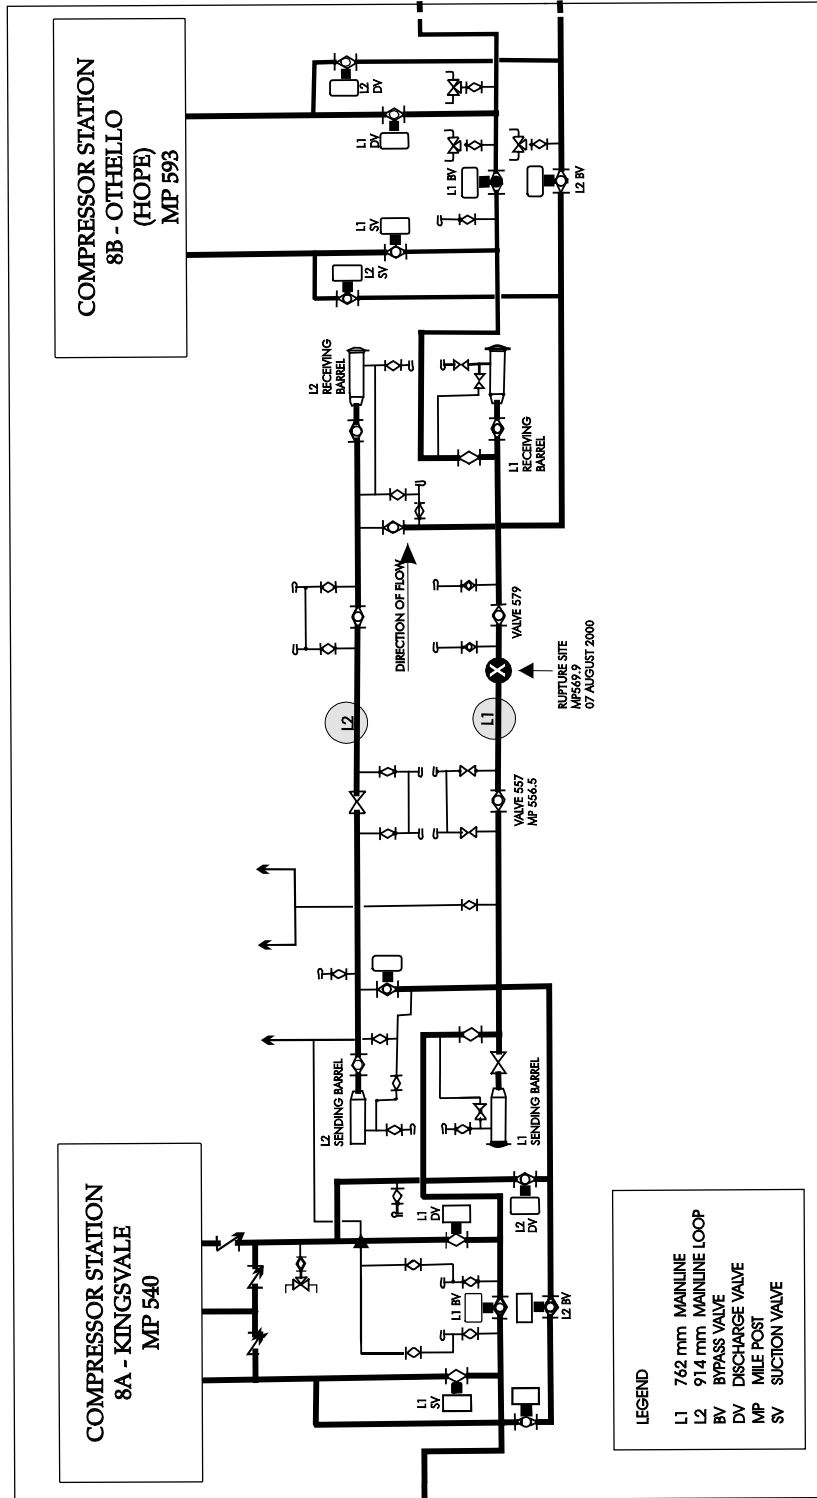 COMPRESSOR STATION
8B - OTHELLO
(HOPE)
MP 593
L2
DV
L1
DV
L1 BV
L2 BV
L1
SV
L2
SV
L2
RECEIVING
BARREL
L1
RECEIVING
BARREL
DIRECTION OF FLOW
VALVE 579
RUPTURE SITE
MP569.9
07 AUGUST 2000
L2
L1
VALVE 557
MP 556.5
L2
SENDING BARREL
L1
SENDING BARREL
COMPRESSOR STATION
8A - KINGSVALE
MP 540
L1
DV
L2
DV
L1 BV
L2 BV
L1
SV
LEGEND
L1 762 mm MAINLINE
L2 914 mm MAINLINE LOOP
BV BYPASS VALVE
DV DISCHARGE VALVE
MP MILE POST
SV SUCTION VALVE